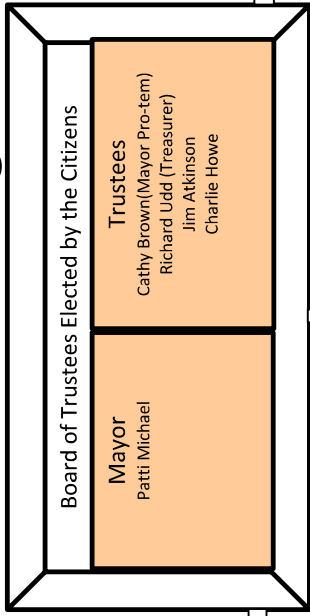 Board of Trustees Elected by the Citizens
Mayor
Patti Michael
Trustees
Cathy Brown(Mayor Pro-tem)
Richard Udd (Treasurer)
Jim Atkinson
Charlie Howe